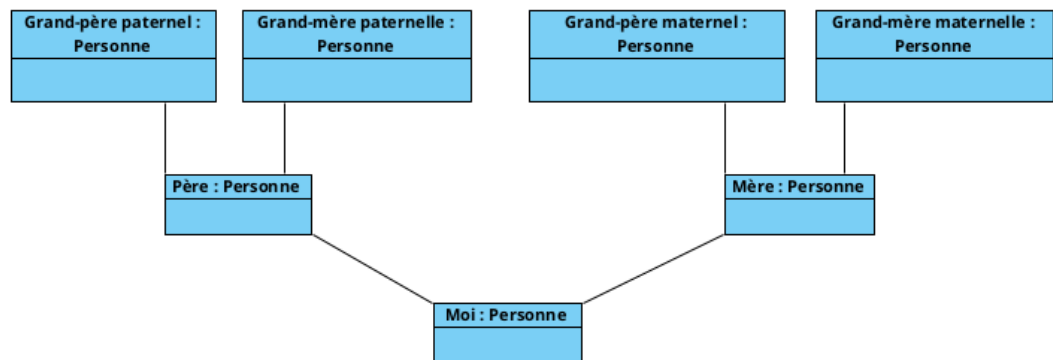 Grand-père paternel :
Personne
Grand-mère paternelle :
Personne
Grand-père maternel :
Personne
Grand-mère maternelle :
Personne
Père : Personne
Mère : Personne
Moi : Personne